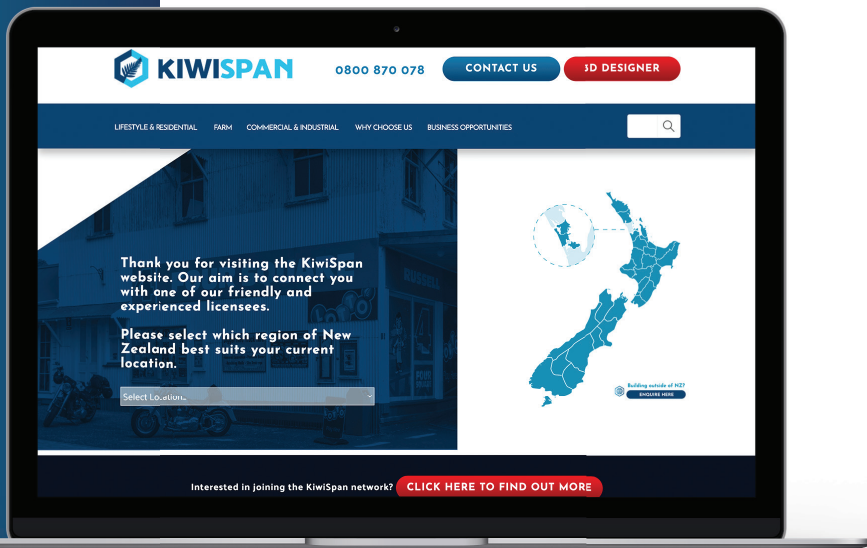 KIWISPAN
0800 870 078
CONTACT US
3D DESIGNER
LIFESTYLE & RESIDENTIAL
FARM
COMMERCIAL & INDUSTRIAL
WHY CHOOSE US
BUSINESS OPPORTUNITIES
RUSSELL
Thank you for visiting the KiwiSpan
website. Our aim is to connect you
with one of our friendly and
experienced licensees.
Please select which region of New
Zealand best suits your current
location.
Select Location..
Building outside of NZ?
ENQUIRE HERE
Interested in joining the KiwiSpan network?
CLICK HERE TO FIND OUT MORE